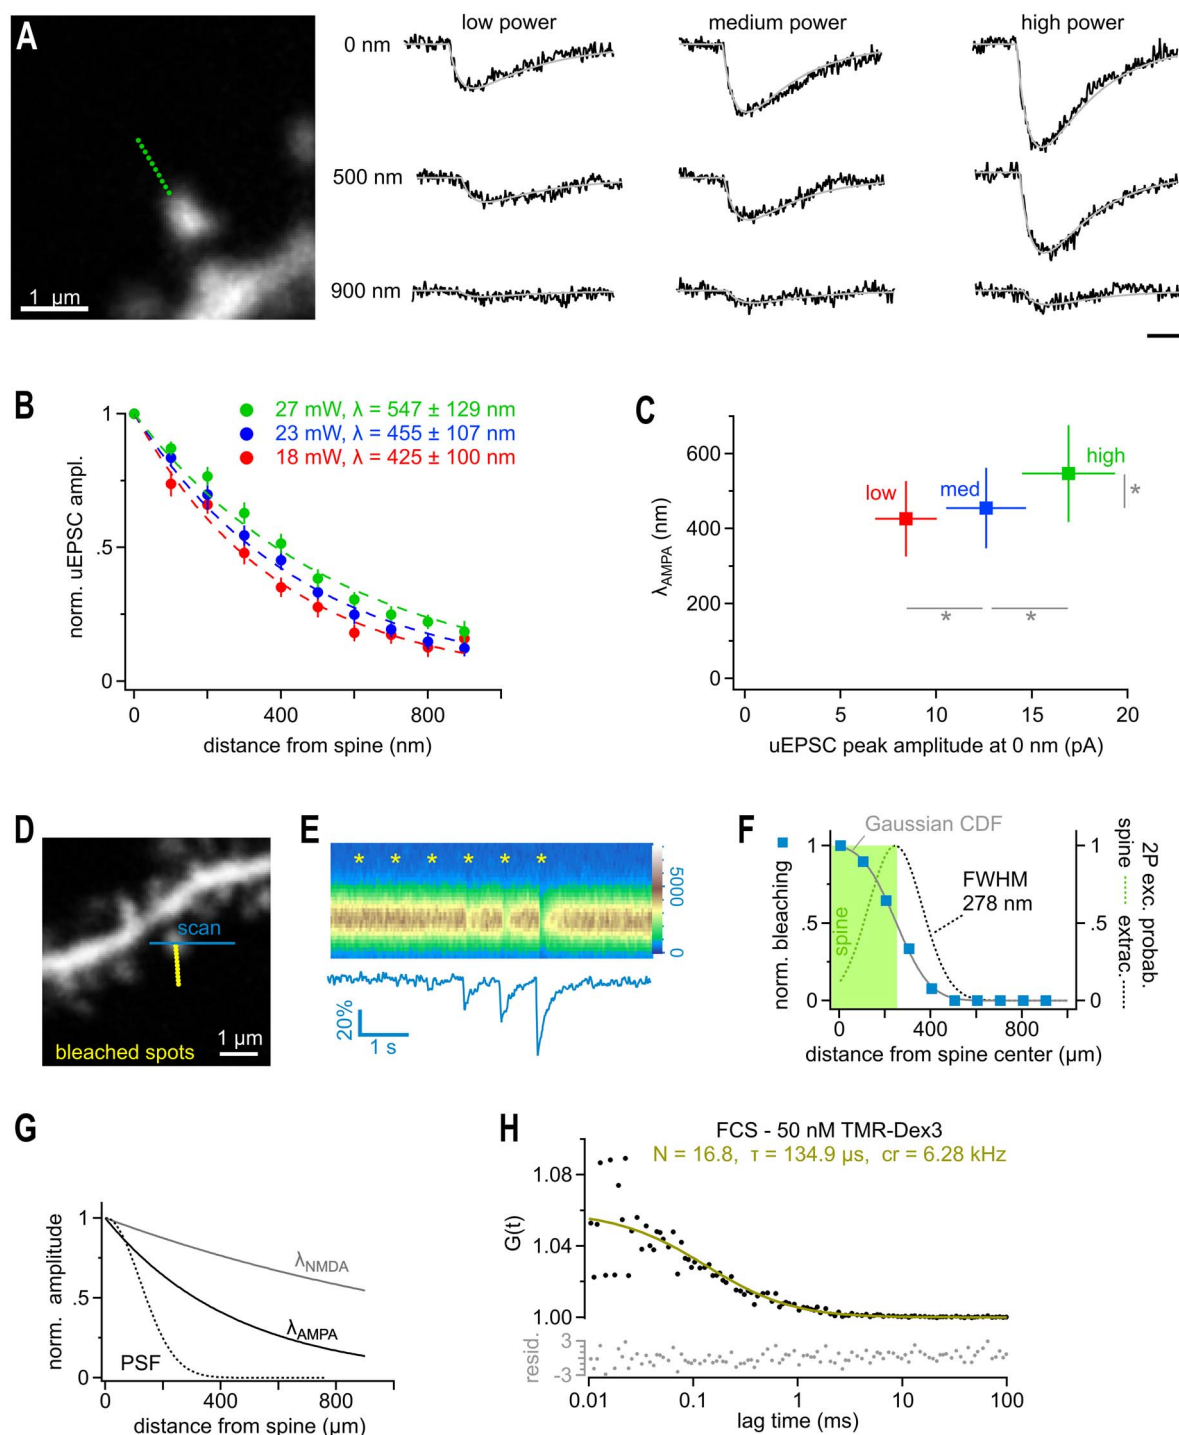 A
low power
medium power
high power
0 nm
500 nm
900 nm
1 µm
B
27 mW, λ = 547 ± 129 nm
23 mW, λ = 455 ± 107 nm
18 mW, λ = 425 ± 100 nm
norm. uEPSC ampl.
1
.5
0
0 400 800
distance from spine (nm)
C
λAMPA (nm)
600
400
200
0
low
med
high
*
* *
0 5 10 15 20
uEPSC peak amplitude at 0 nm (pA)
D
scan
bleached spots
1 µm
E
* * * * * *
5000
0
20%
1 s
F
Gaussian CDF
norm. bleaching
1
.5
0
spine
FWHM
278 nm
1
.5
0
spine extrac.
2P exc. probab.
0 400 800
distance from spine center (µm)
G
norm. amplitude
1
.5
0
λNMDA
λAMPA
PSF
0 400 800
distance from spine (µm)
H
FCS - 50 nM TMR-Dex3
N = 16.8, τ = 134.9 µs, cr = 6.28 kHz
G(t)
1.08
1.04
1.00
resid.
3
-3
0.01 0.1 1 10 100
lag time (ms)